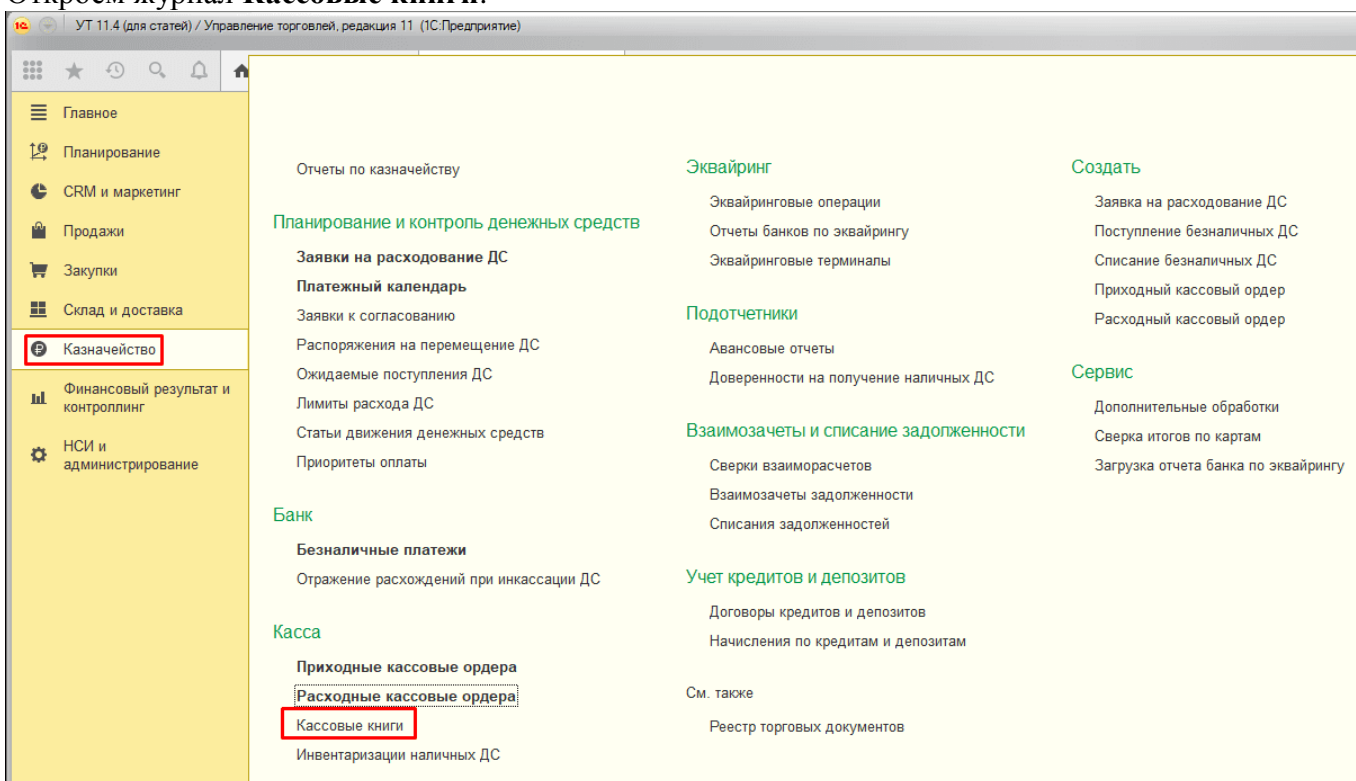 Откроем журнал Кассовые книги.
УТ 11.4 (для статей) / Управление торговлей, редакция 11 (1С:Предприятие)
Главное
Планирование
CRM и маркетинг
Продажи
Закупки
Склад и доставка
Казначейство
Финансовый результат и
контроллинг
НСИ и
администрирование
Отчеты по казначейству
Планирование и контроль денежных средств
Заявки на расходование ДС
Платежный календарь
Заявки к согласованию
Распоряжения на перемещение ДС
Ожидаемые поступления ДС
Лимиты расхода ДС
Статьи движения денежных средств
Приоритеты оплаты
Банк
Безналичные платежи
Отражение расхождений при инкассации ДС
Касса
Приходные кассовые ордера
Расходные кассовые ордера
Кассовые книги
Инвентаризации наличных ДС
Эквайринг
Эквайринговые операции
Отчеты банков по эквайрингу
Эквайринговые терминалы
Подотчетники
Авансовые отчеты
Доверенности на получение наличных ДС
Взаимозачеты и списание задолженности
Сверки взаиморасчетов
Взаимозачеты задолженности
Списания задолженностей
Учет кредитов и депозитов
Договоры кредитов и депозитов
Начисления по кредитам и депозитам
См. также
Реестр торговых документов
Создать
Заявка на расходование ДС
Поступление безналичных ДС
Списание безналичных ДС
Приходный кассовый ордер
Расходный кассовый ордер
Сервис
Дополнительные обработки
Сверка итогов по картам
Загрузка отчета банка по эквайрингу